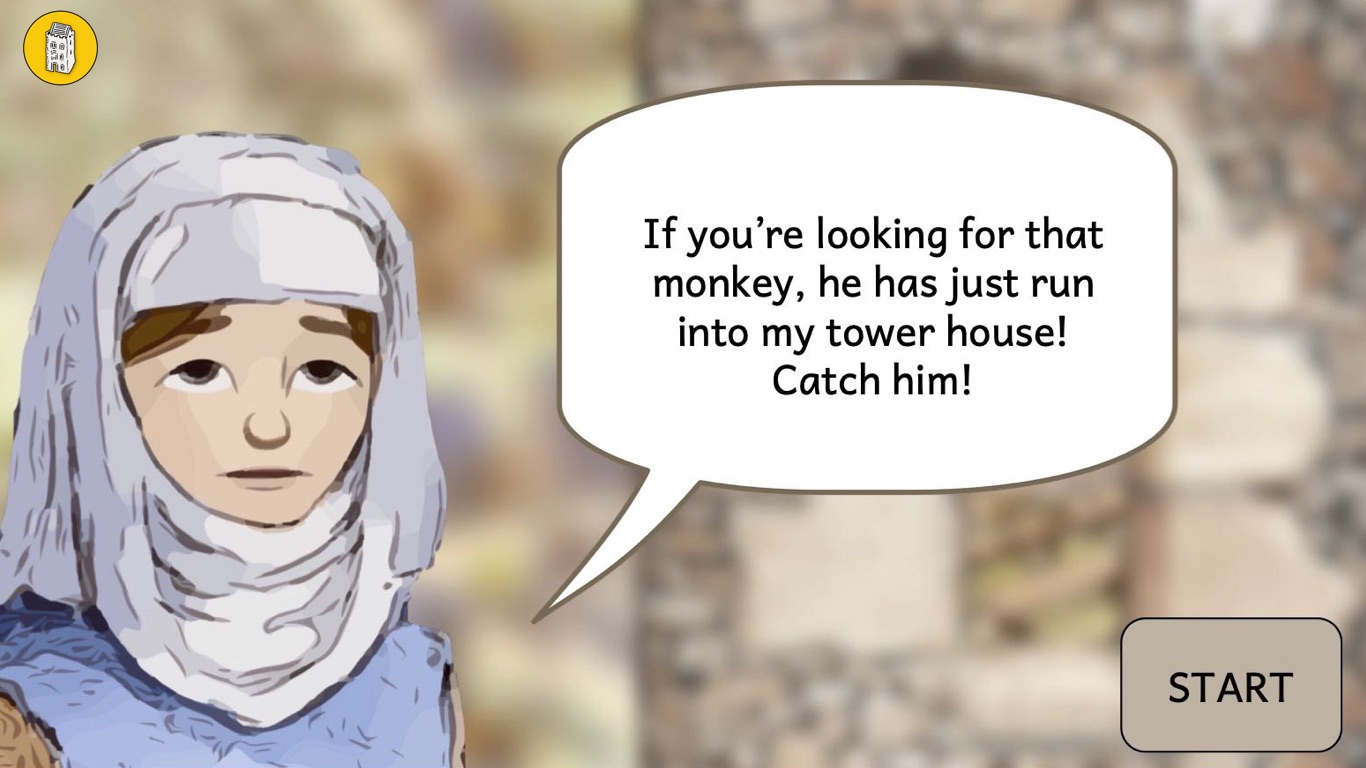 If you’re looking for that
monkey, he has just run
into my tower house!
Catch him!
START